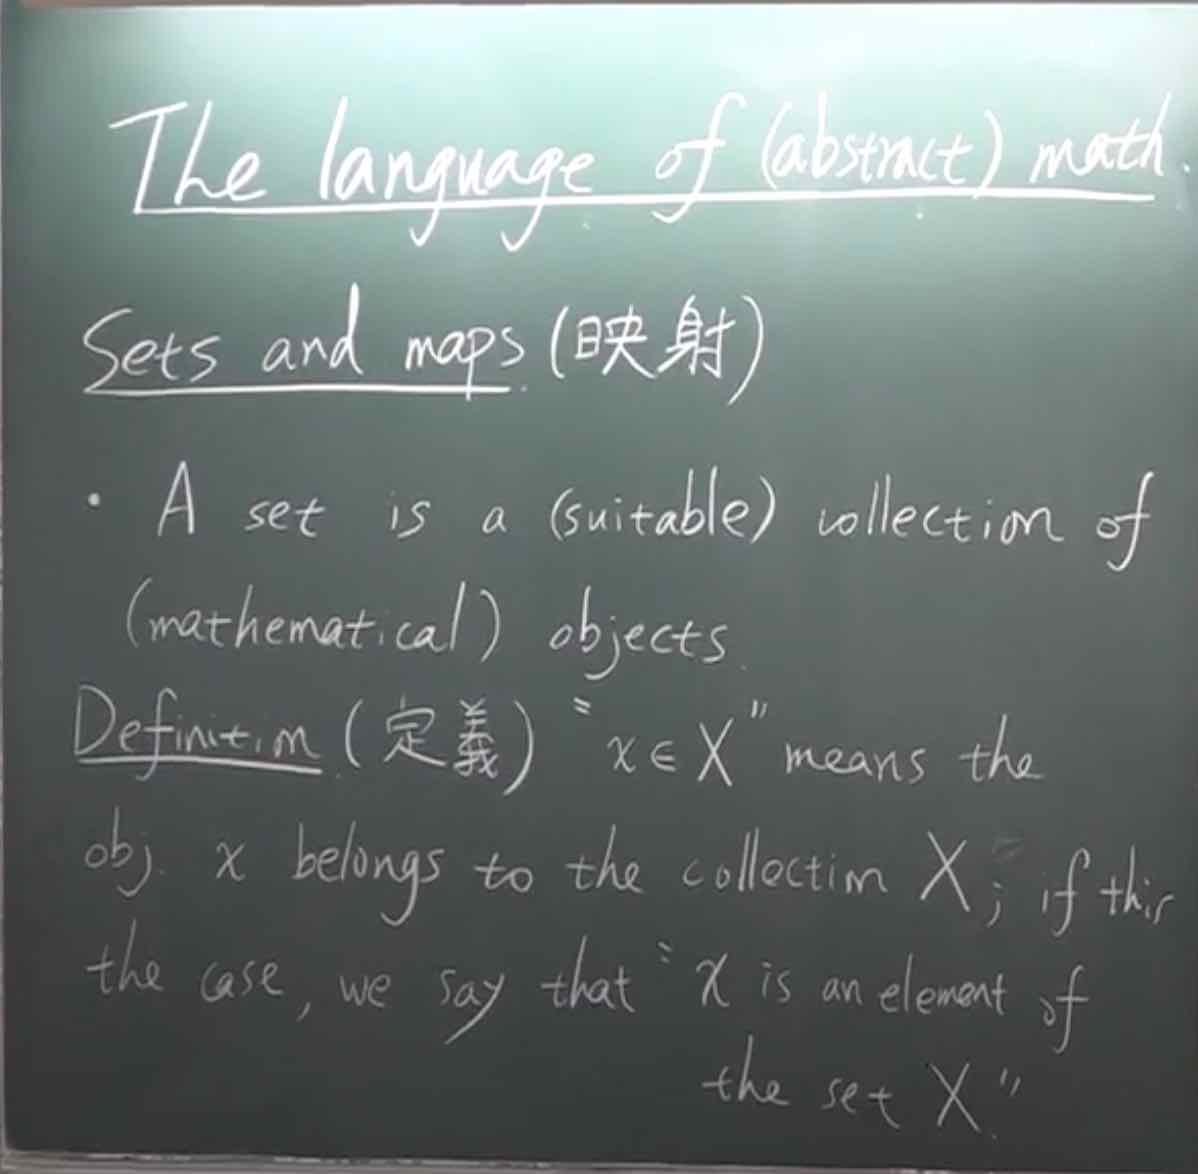 The language of (abstract) math.
Sets and maps. (映射)
· A set is a (suitable) collection of
(mathematical) objects.
Definition (定義) "x ∈ X" means the
obj. x belongs to the collection X; if this
the case, we say that "x is an element of
the set X."